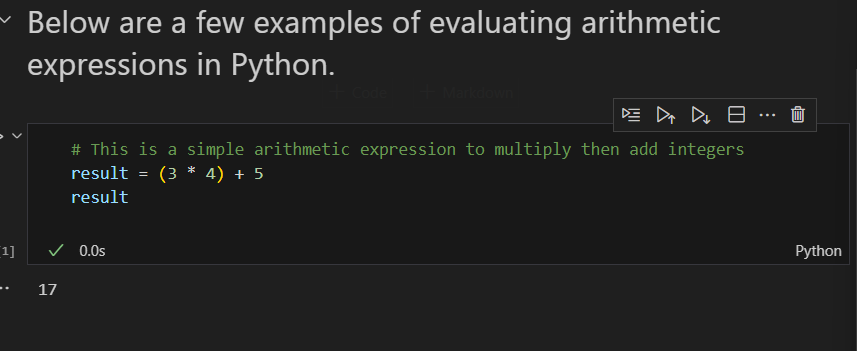 Below are a few examples of evaluating arithmetic
expressions in Python.
+ Code + Markdown
# This is a simple arithmetic expression to multiply then add integers
result = (3 * 4) + 5
result
[1] 0.0s Python
17